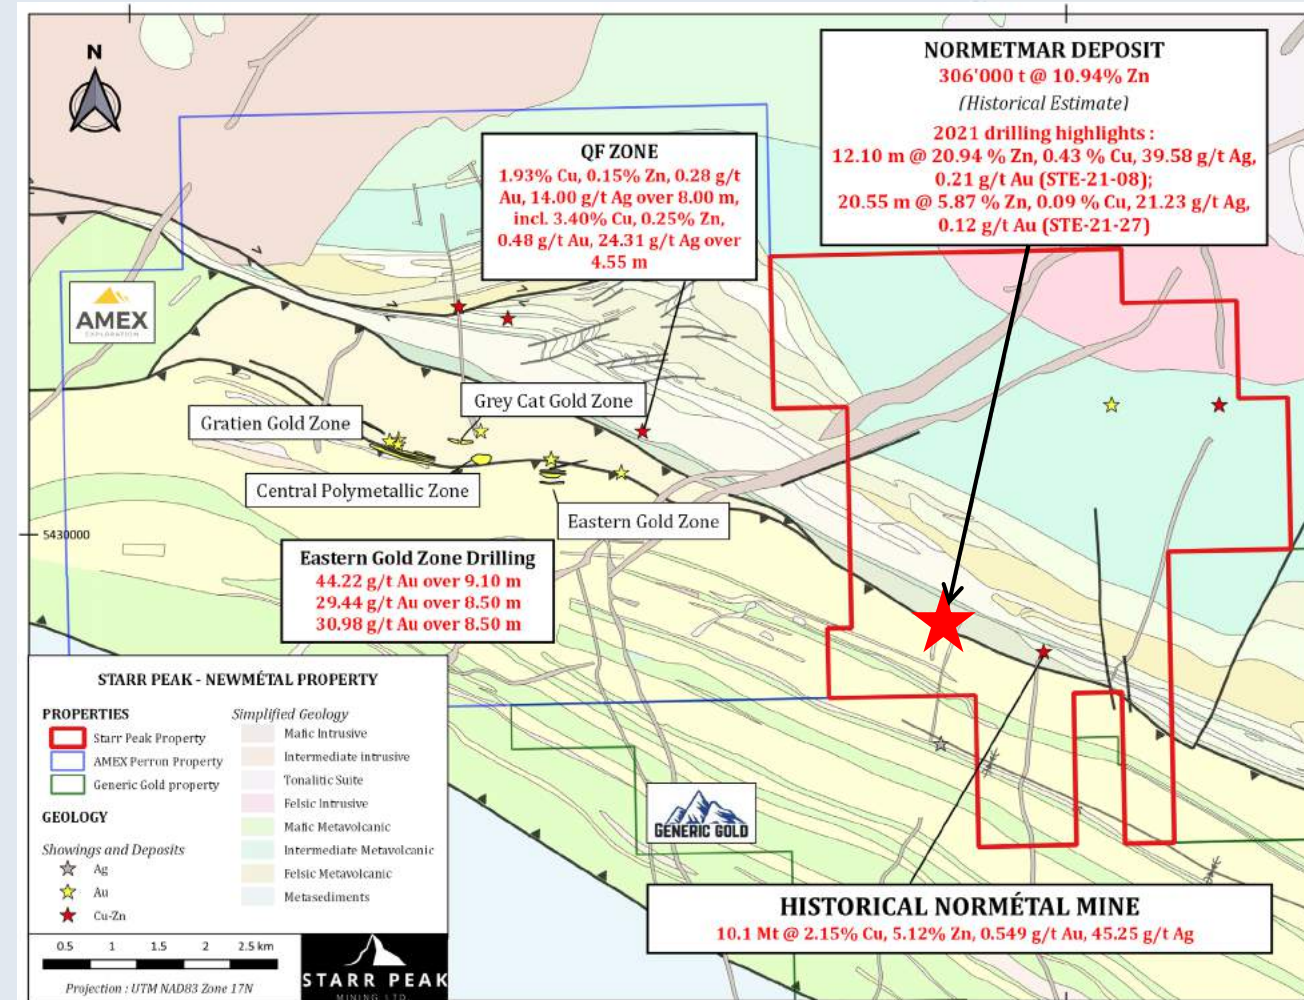 N
NORMETMAR DEPOSIT
306'000 t @ 10.94% Zn
(Historical Estimate)
2021 drilling highlights :
12.10 m @ 20.94 % Zn, 0.43 % Cu, 39.58 g/t Ag,
0.21 g/t Au (STE-21-08);
20.55 m @ 5.87 % Zn, 0.09 % Cu, 21.23 g/t Ag,
0.12 g/t Au (STE-21-27)
QF ZONE
1.93% Cu, 0.15% Zn, 0.28 g/t
Au, 14.00 g/t Ag over 8.00 m,
incl. 3.40% Cu, 0.25% Zn,
0.48 g/t Au, 24.31 g/t Ag over
4.55 m
AMEX
EXPLORATION
Grey Cat Gold Zone
Gratien Gold Zone
Central Polymetallic Zone
Eastern Gold Zone
5430000
Eastern Gold Zone Drilling
44.22 g/t Au over 9.10 m
29.44 g/t Au over 8.50 m
30.98 g/t Au over 8.50 m
STARR PEAK - NEWMÉTAL PROPERTY
PROPERTIES
Starr Peak Property
AMEX Perron Property
Generic Gold property
GEOLOGY
Showings and Deposits
Ag
Au
Cu-Zn
Simplified Geology
Mafic Intrusive
Intermediate intrusive
Tonalitic Suite
Felsic Intrusive
Mafic Metavolcanic
Intermediate Metavolcanic
Felsic Metavolcanic
Metasediments
0.5 1 1.5 2 2.5 km
Projection : UTM NAD83 Zone 17N
STARR PEAK
MINING LTD.
GENERIC GOLD
HISTORICAL NORMÉTAL MINE
10.1 Mt @ 2.15% Cu, 5.12% Zn, 0.549 g/t Au, 45.25 g/t Ag